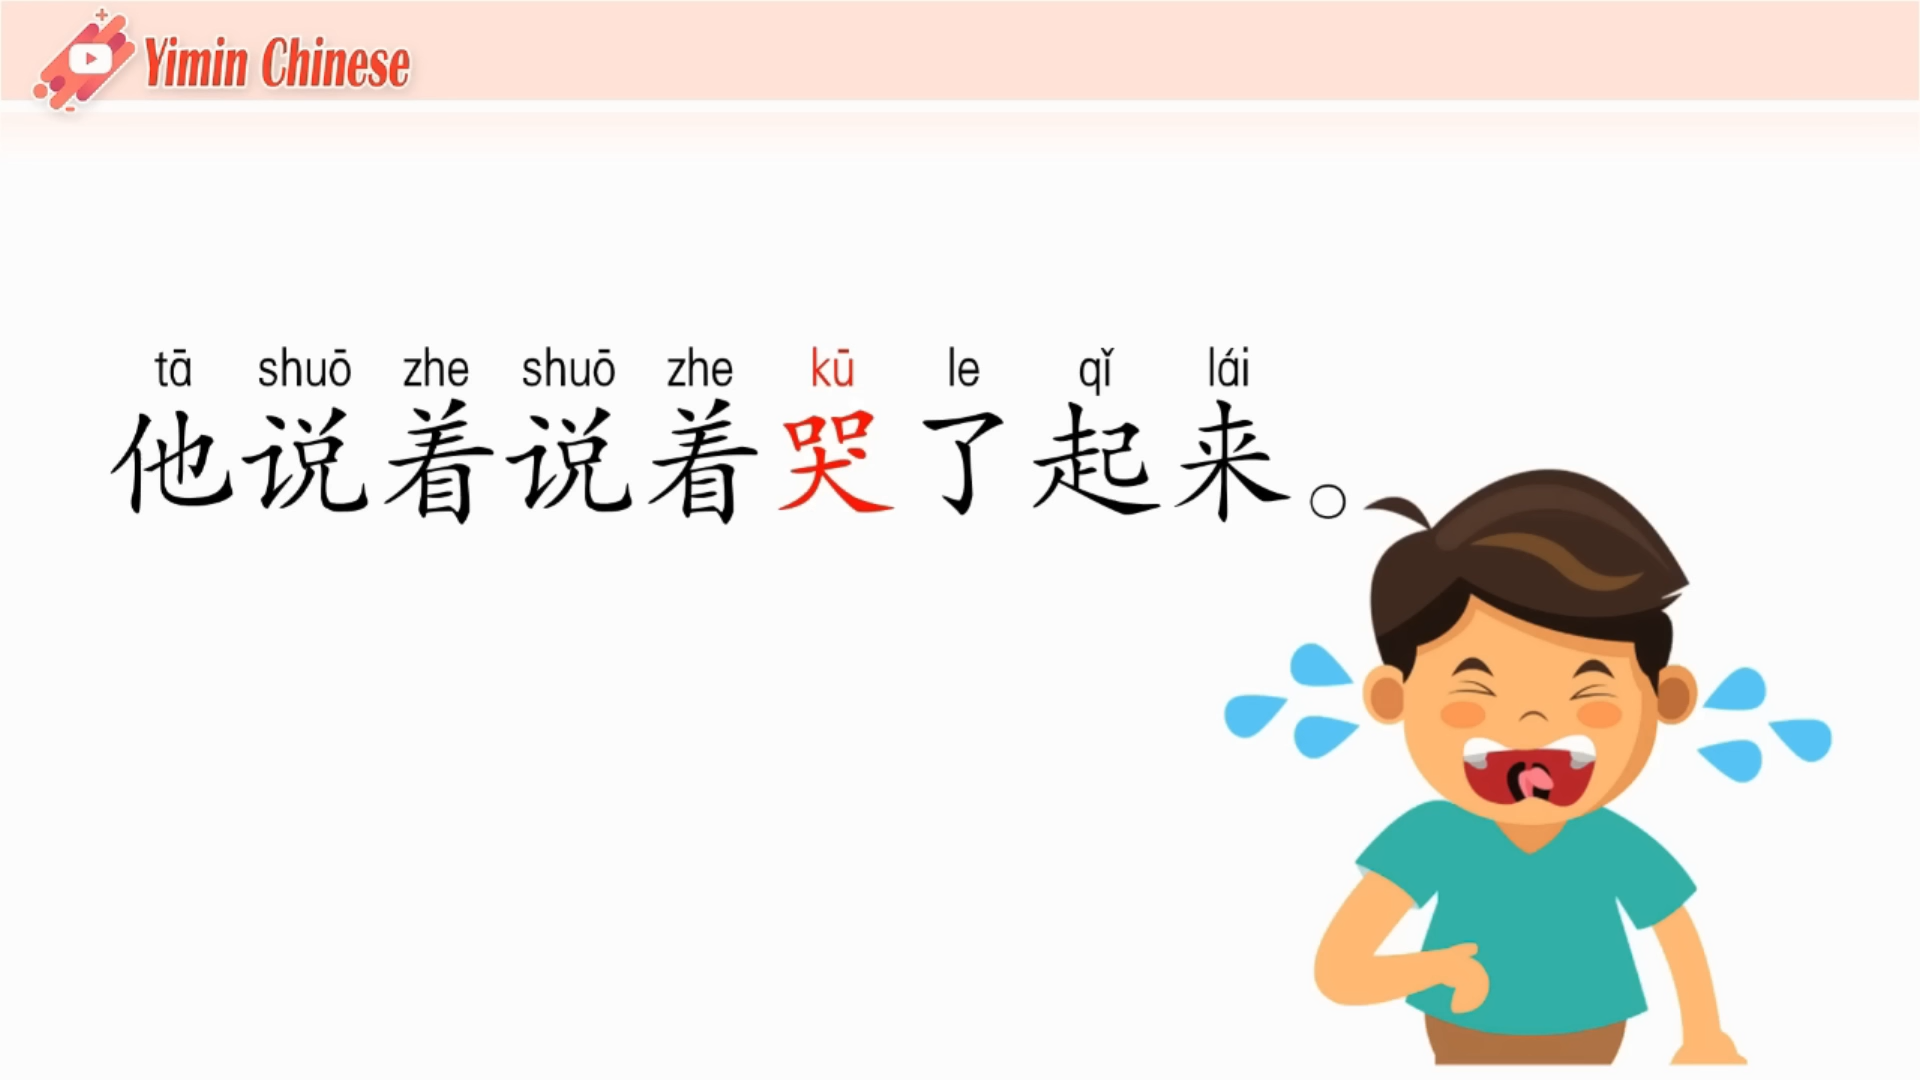 Yimin Chinese
tā shuō zhe shuō zhe kū le qǐ lái
他说着说着哭了起来。